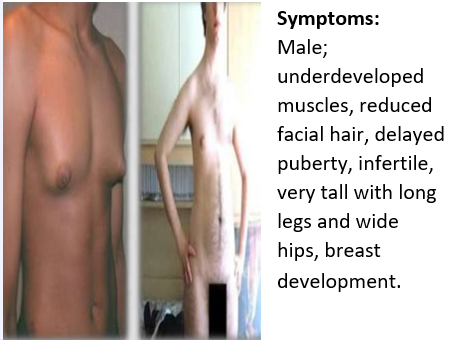 Symptoms:
Male;
underdeveloped
muscles, reduced
facial hair, delayed
puberty, infertile,
very tall with long
legs and wide
hips, breast
development.